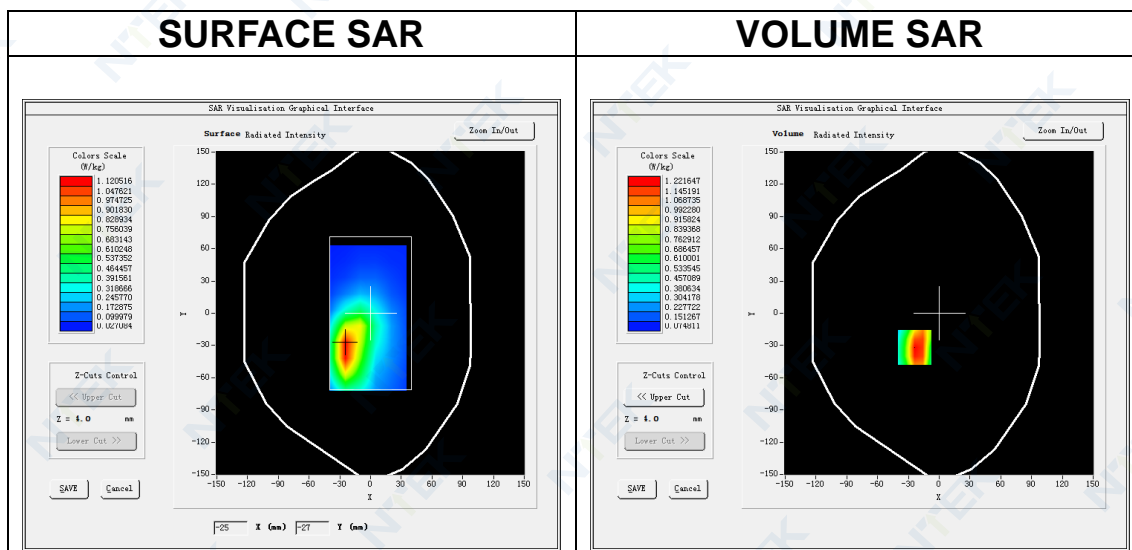 SURFACE SAR
SAR Visualisation Graphical Interface
Surface Radiated Intensity
Zoom In/Out
Colors Scale
(W/kg)
1.120516
1.047621
0.974725
0.901830
0.828934
0.756039
0.683143
0.610248
0.537352
0.464457
0.391561
0.318666
0.245770
0.172875
0.099979
0.027084
Z-Cuts Control
<< Upper Cut
Z = 4.0 mm
Lower Cut >>
SAVE Cancel
150
120
90
60
30
0
-30
-60
-90
-120
-150
Y
-150 -120 -90 -60 -30 0 30 60 90 120 150
X
-25 X (mm) -27 Y (mm)
VOLUME SAR
SAR Visualisation Graphical Interface
Volume Radiated Intensity
Zoom In/Out
Colors Scale
(W/kg)
1.221647
1.145191
1.068735
0.992280
0.915824
0.839368
0.762912
0.686457
0.610001
0.533545
0.457089
0.380634
0.304178
0.227722
0.151267
0.074811
Z-Cuts Control
<< Upper Cut
Z = 4.0 mm
Lower Cut >>
SAVE Cancel
150
120
90
60
30
0
-30
-60
-90
-120
-150
Y
-150 -120 -90 -60 -30 0 30 60 90 120 150
X
NTEK